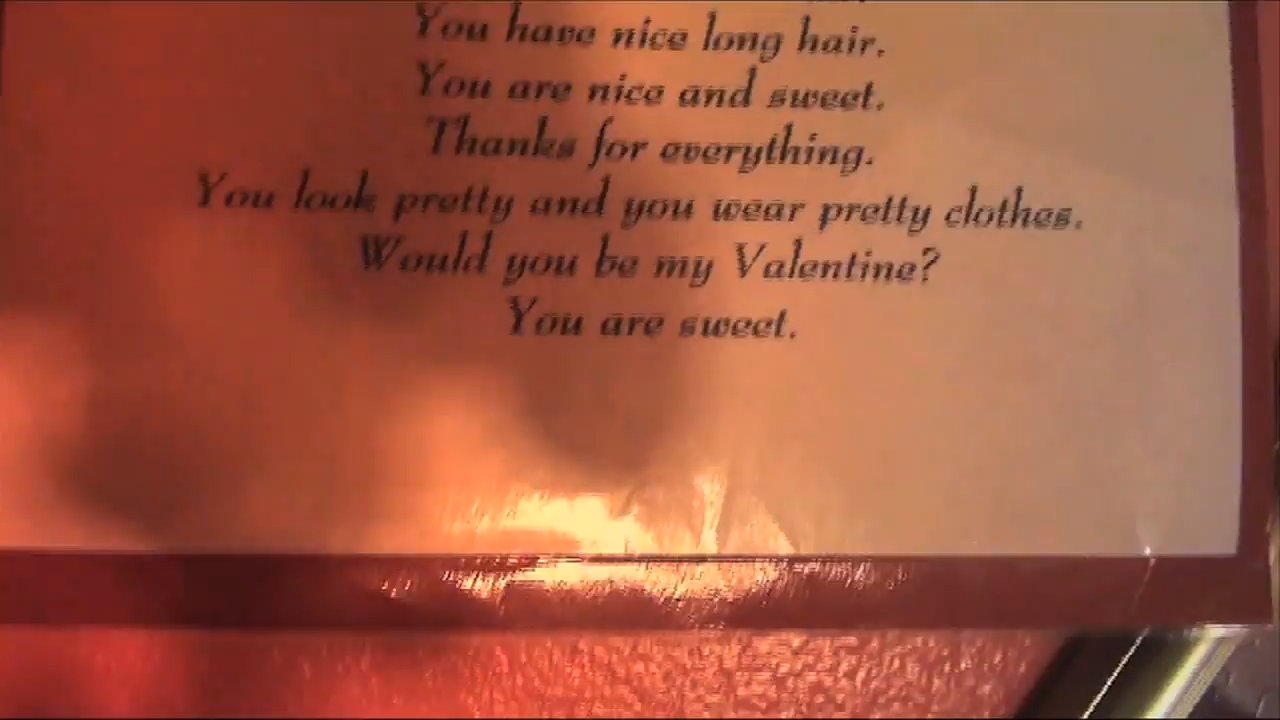 You have nice long hair.
You are nice and sweet.
Thanks for everything.
You look pretty and you wear pretty clothes.
Would you be my Valentine?
You are sweet.